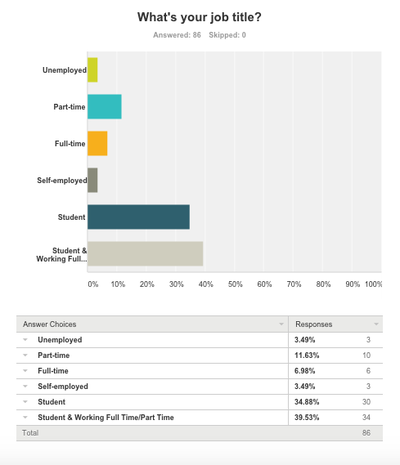 What's your job title?
Answered: 86 Skipped: 0
Unemployed
Part-time
Full-time
Self-employed
Student
Student &
Working Full...
0% 10% 20% 30% 40% 50% 60% 70% 80% 90% 100%
Answer Choices Responses
Unemployed 3.49% 3
Part-time 11.63% 10
Full-time 6.98% 6
Self-employed 3.49% 3
Student 34.88% 30
Student & Working Full Time/Part Time 39.53% 34
Total 86